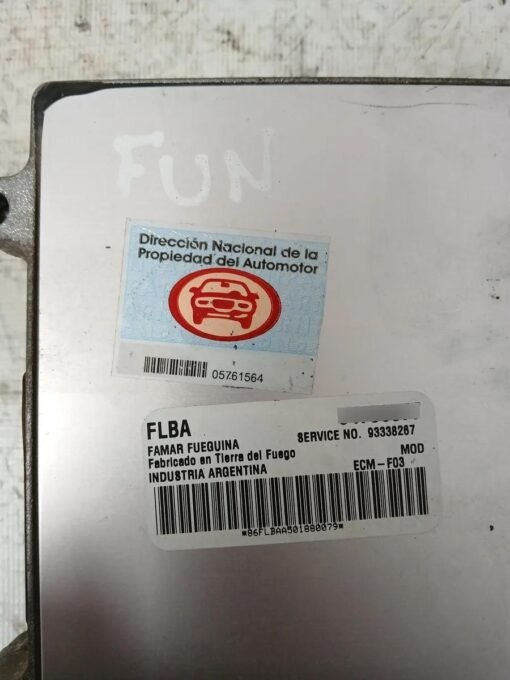 FUN
Dirección Nacional de la
Propiedad del Automotor
05761564
FLBA
FAMAR FUEGUINA
Fabricado en Tierra del Fuego
INDUSTRIA ARGENTINA
SERVICE NO. 93338267
MOD
ECM-F03
*86FLBAA501880079*